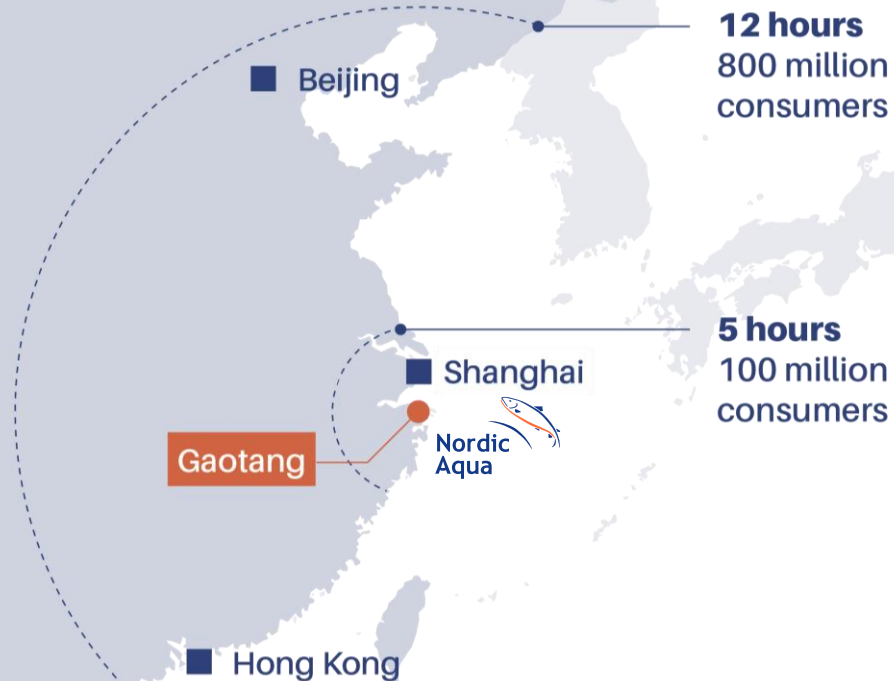 12 hours
800 million
consumers
Beijing
5 hours
100 million
consumers
Shanghai
Nordic
Aqua
Gaotang
Hong Kong